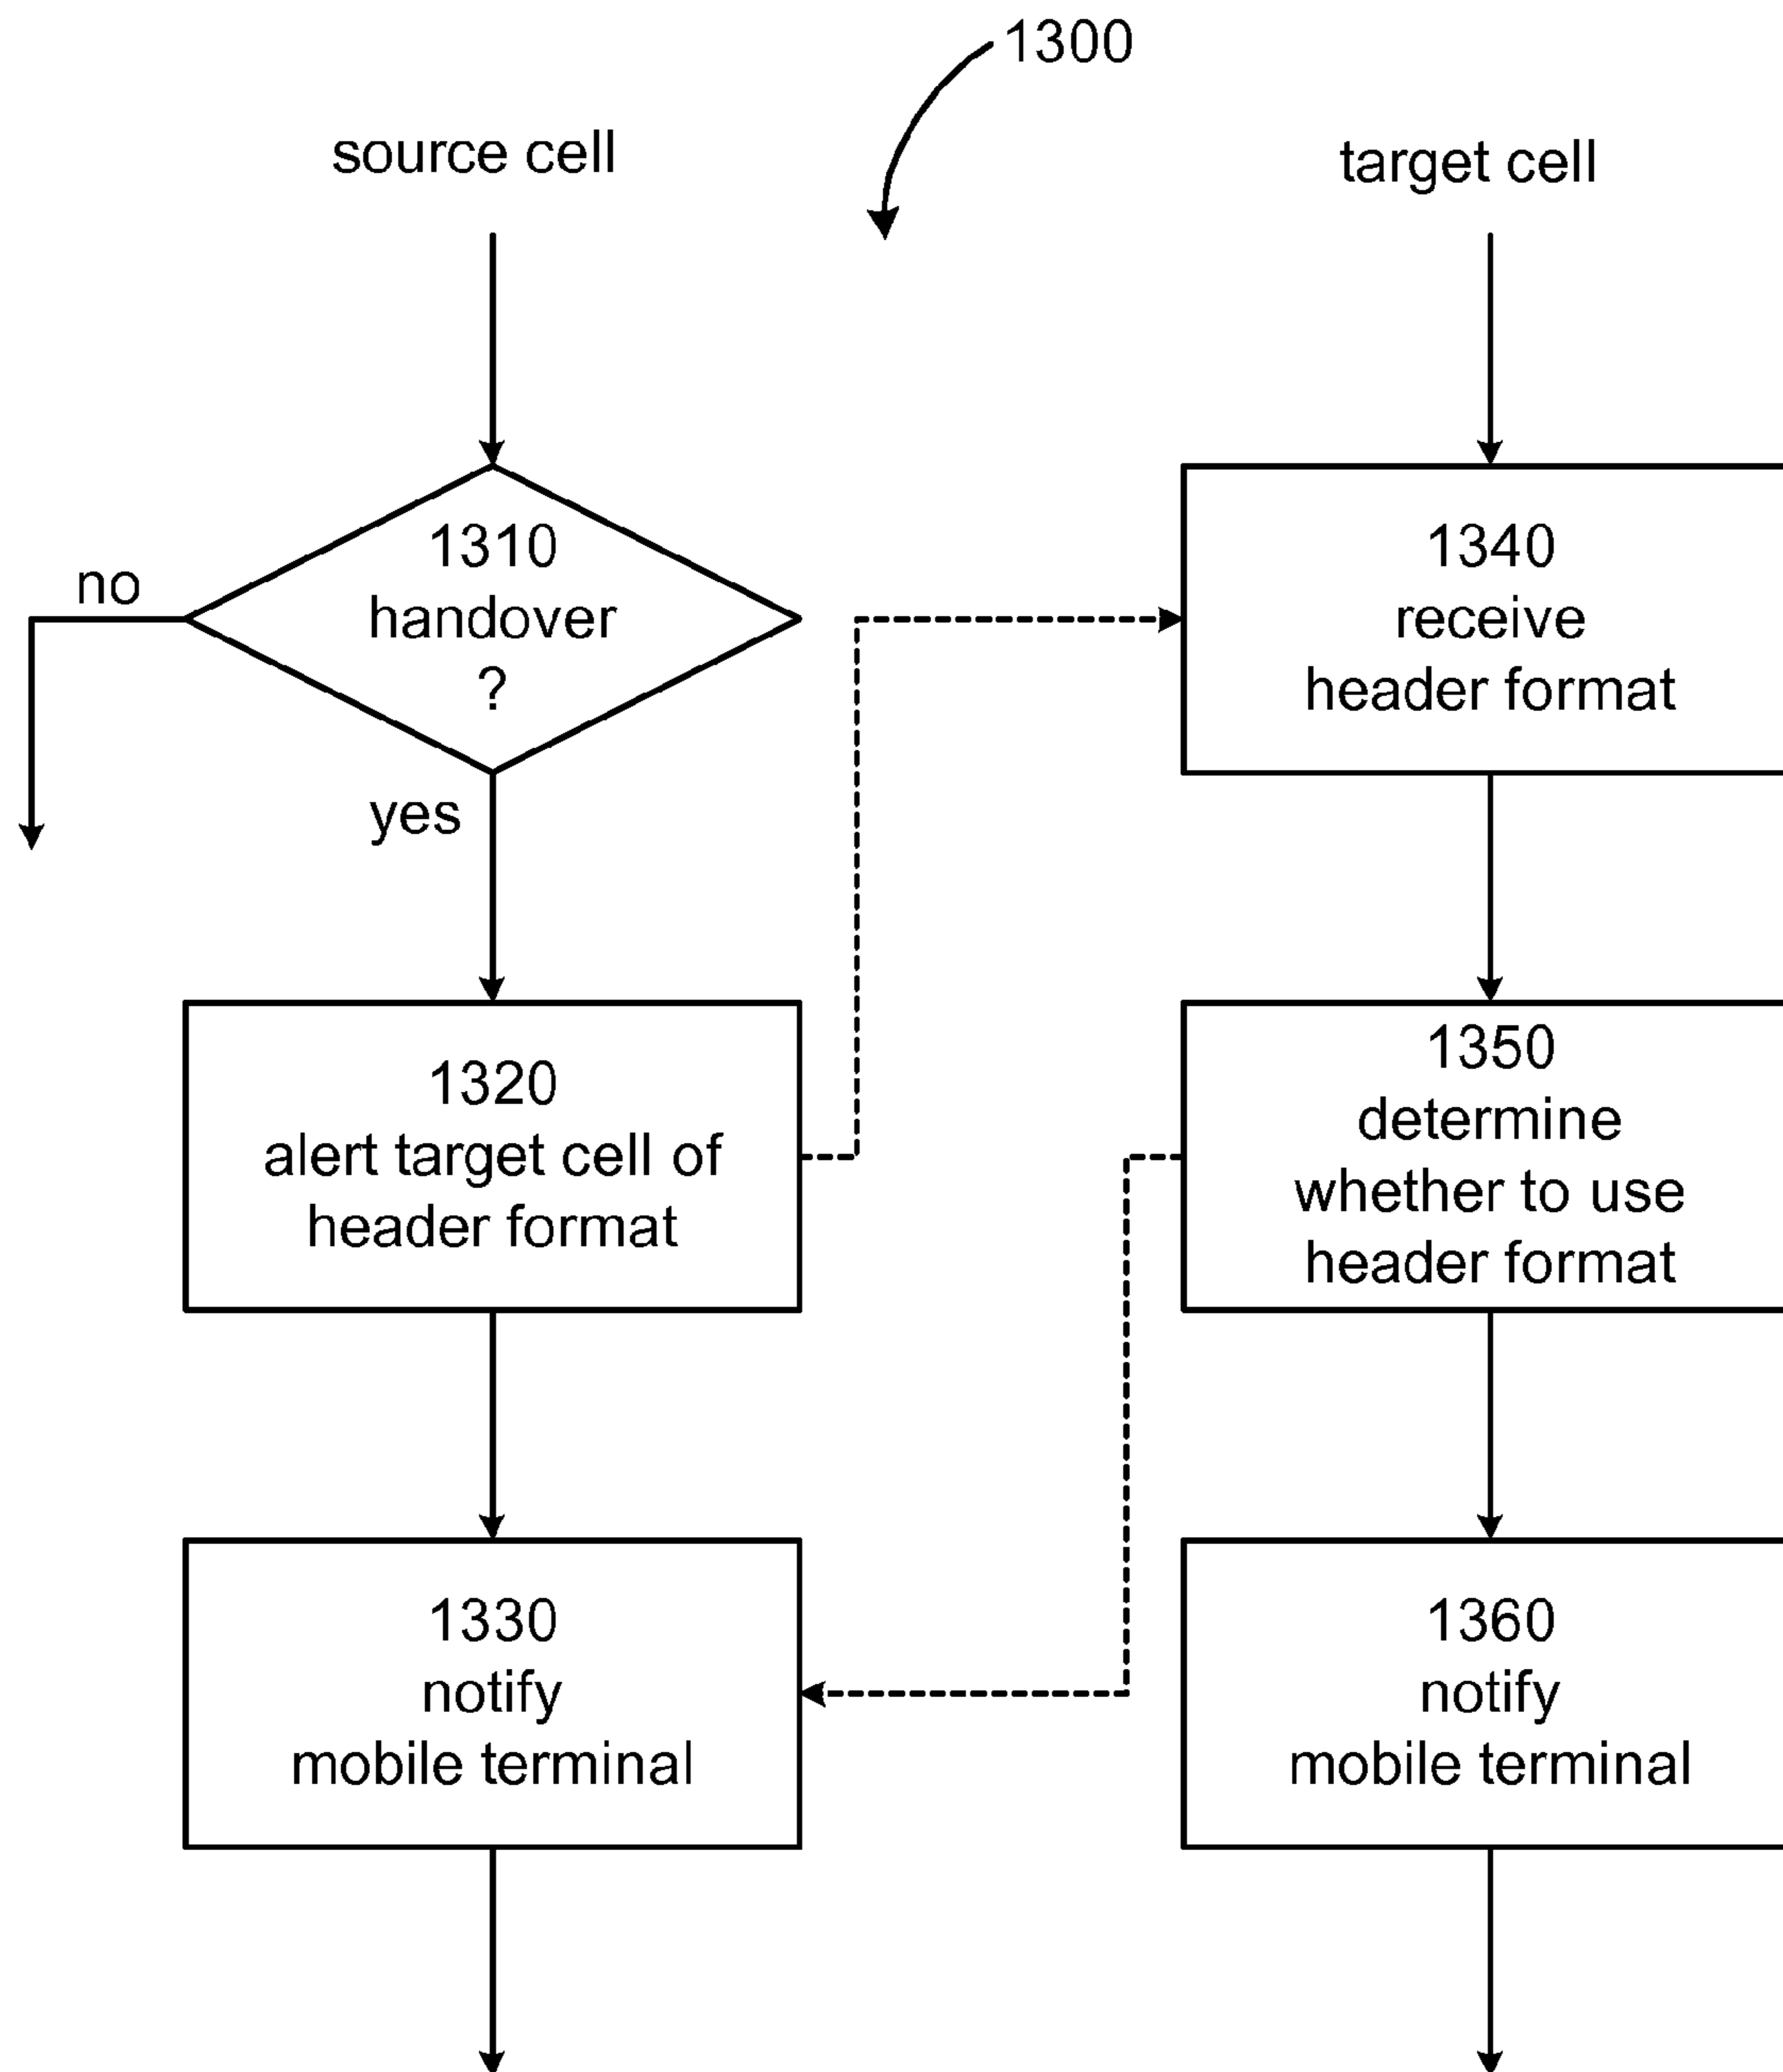 1300
source cell
target cell
1310
handover
?
no
yes
1320
alert target cell of
header format
1330
notify
mobile terminal
1340
receive
header format
1350
determine
whether to use
header format
1360
notify
mobile terminal